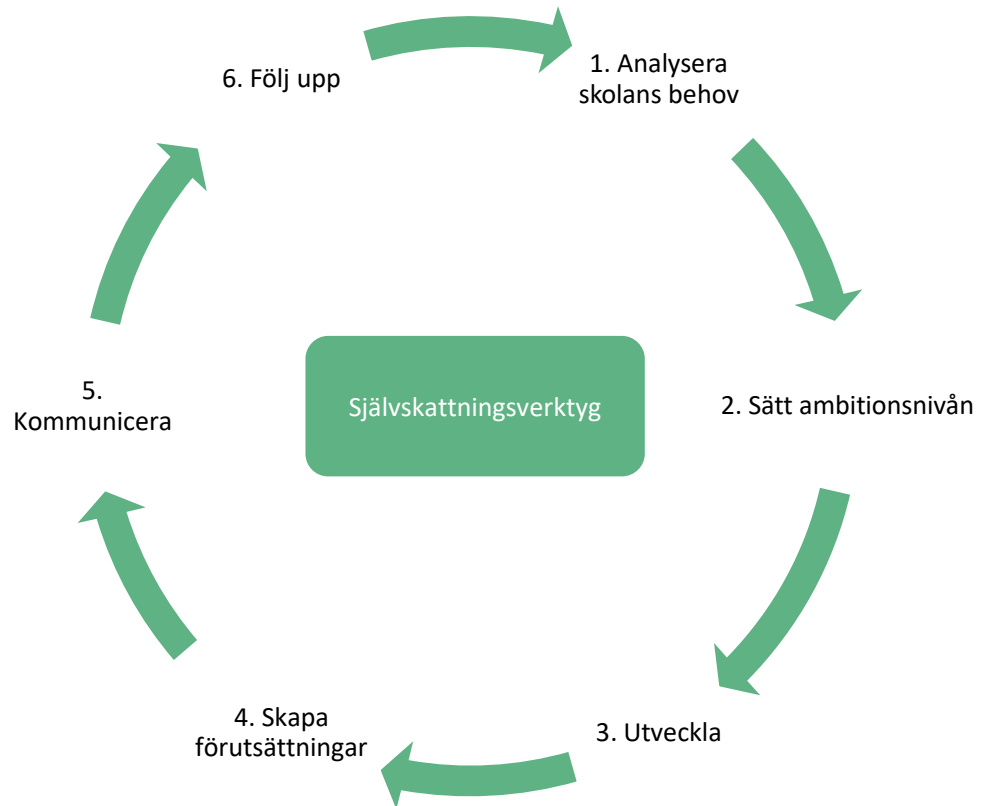 1. Analysera
skolans behov
2. Sätt ambitionsnivån
3. Utveckla
4. Skapa
förutsättningar
5.
Kommunicera
6. Följ upp
Självskattningsverktyg